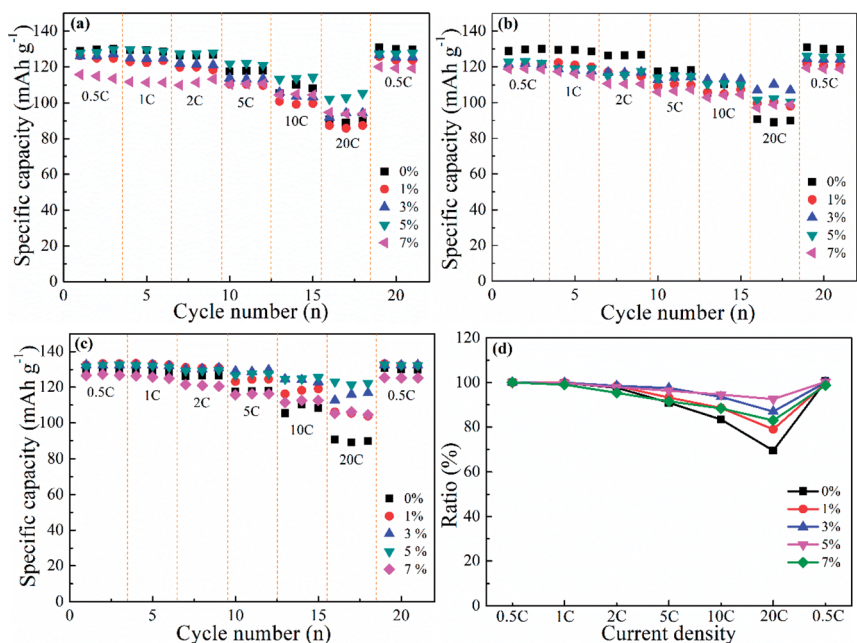 (a)
Specific capacity (mAh g⁻¹)
140
120
100
80
60
40
20
0
0.5C
1C
2C
5C
10C
20C
0.5C
0%
1%
3%
5%
7%
0 5 10 15 20
Cycle number (n)
(b)
Specific capacity (mAh g⁻¹)
140
120
100
80
60
40
20
0
0.5C
1C
2C
5C
10C
20C
0.5C
0%
1%
3%
5%
7%
0 5 10 15 20
Cycle number (n)
(c)
Specific capacity (mAh g⁻¹)
140
120
100
80
60
40
20
0
0.5C
1C
2C
5C
10C
20C
0.5C
0%
1%
3 %
5 %
7 %
0 5 10 15 20
Cycle number (n)
(d)
Ratio (%)
120
100
80
60
40
20
0
0%
1%
3%
5%
7%
0.5C 1C 2C 5C 10C 20C 0.5C
Current density